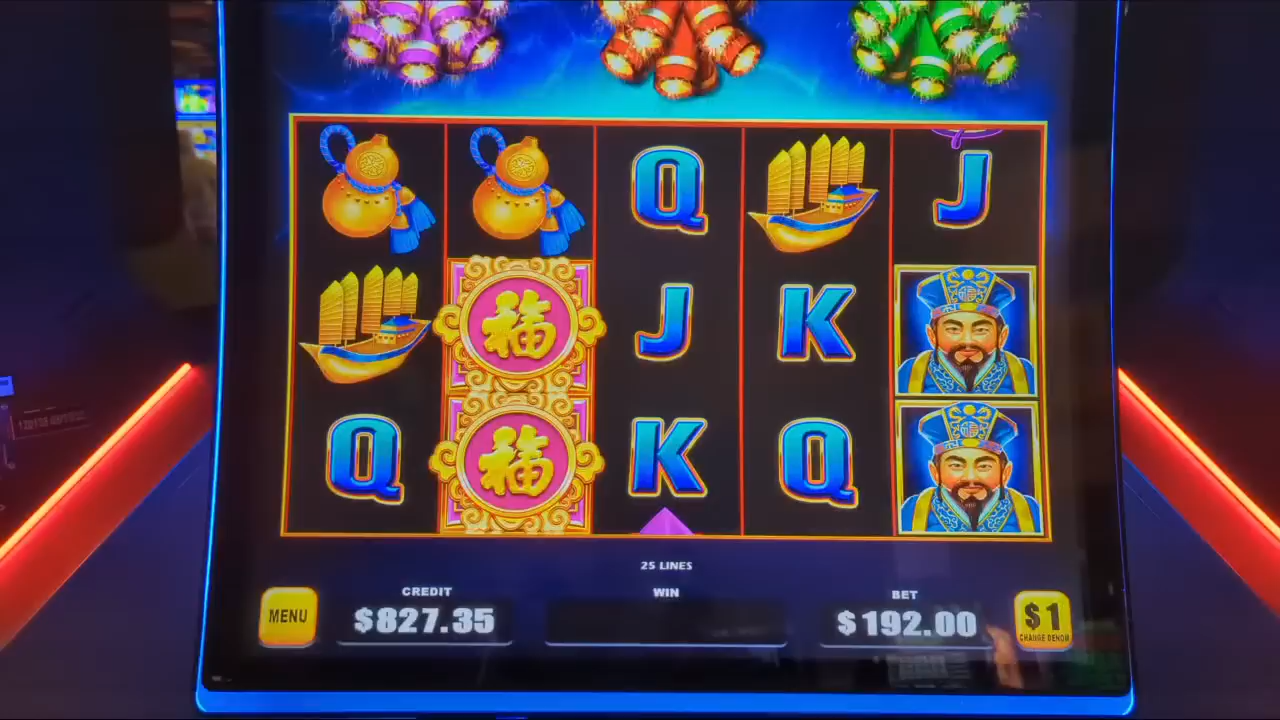 Q
J
福
J
K
Q
福
K
Q
25 LINES
CREDIT
WIN
BET
MENU
$827.35
$192.00
$1
CHANGE DENOM